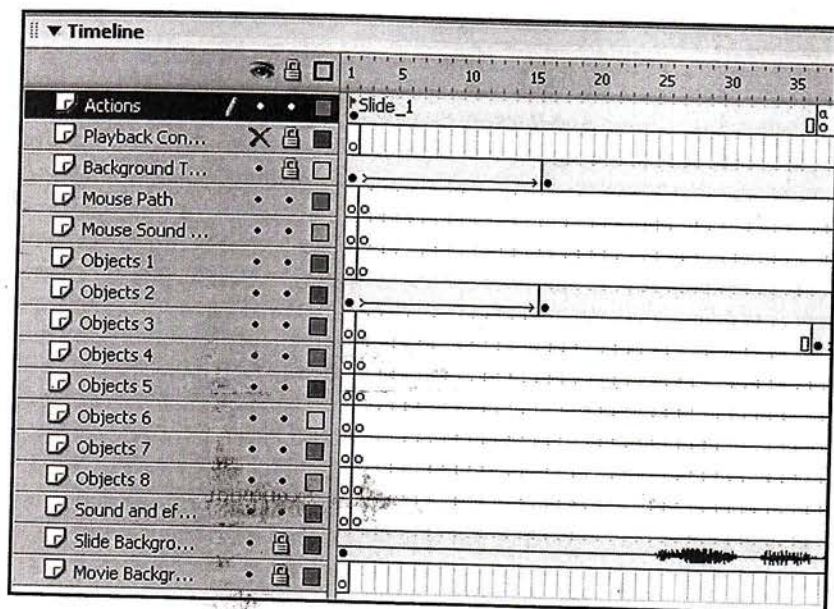 Timeline
1 5 10 15 20 25 30 35
Actions
Slide_1
a
Playback Con...
Background T...
Mouse Path
Mouse Sound ...
Objects 1
Objects 2
Objects 3
Objects 4
Objects 5
Objects 6
Objects 7
Objects 8
Sound and ef...
Slide Backgro...
Movie Backgr...